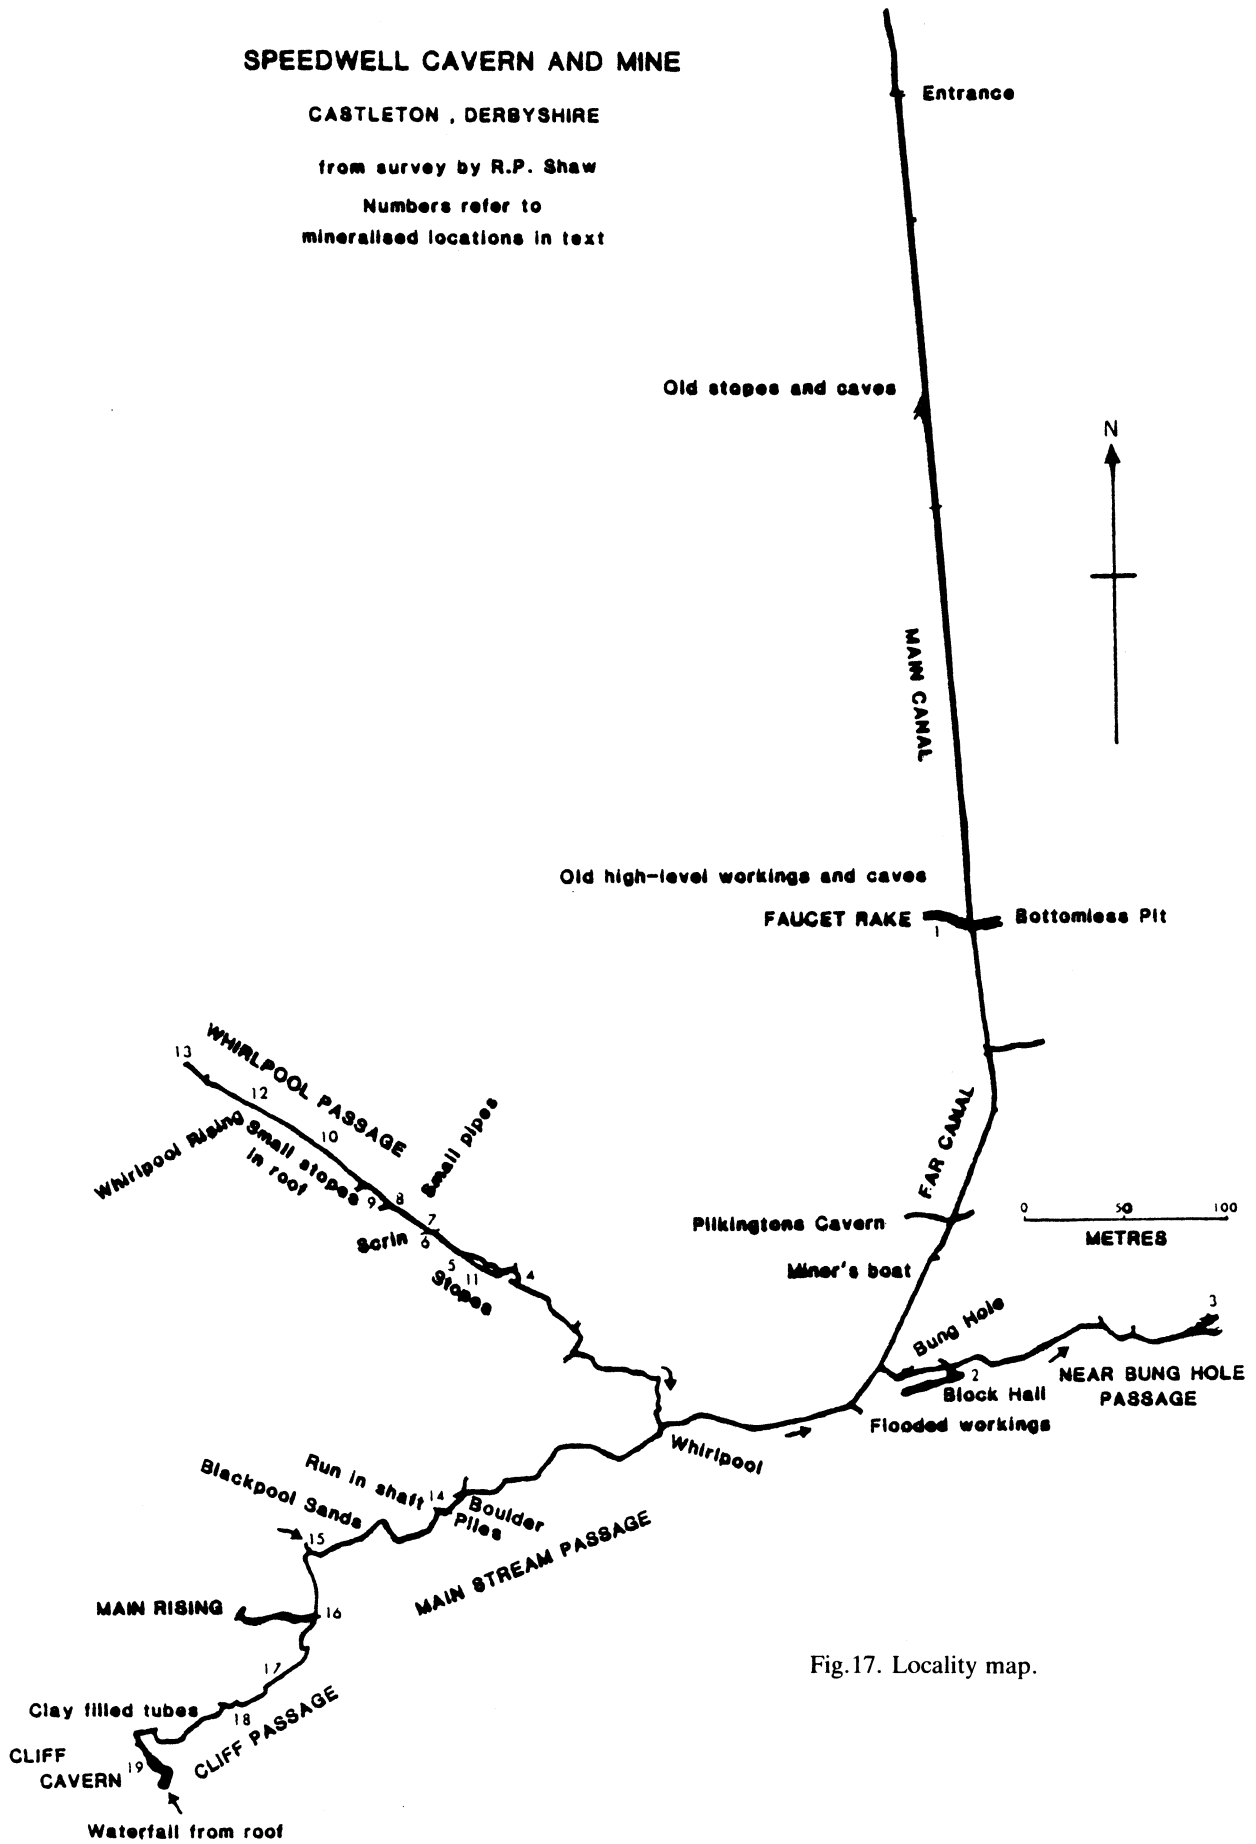 SPEEDWELL CAVERN AND MINE
CASTLETON , DERBYSHIRE
from survey by R.P. Shaw
Numbers refer to
mineralised locations in text
Entrance
Old stopes and caves
N
MAIN CANAL
Old high-level workings and caves
FAUCET RAKE
1
Bottomless Pit
WHIRLPOOL PASSAGE
13
12
10
Whirlpool Rising
Small stopes
in roof
9
8
Small pipes
7
Scrin
6
5
11
4
Stopes
FAR CANAL
Pilkingtons Cavern
0 50 100
METRES
Miner's boat
Bung Hole
3
2
Block Hall
NEAR BUNG HOLE
PASSAGE
Flooded workings
Whirlpool
Run in shaft
14
Blackpool Sands
Boulder
Piles
15
MAIN STREAM PASSAGE
MAIN RISING
16
17
Clay filled tubes
18
CLIFF PASSAGE
CLIFF
CAVERN
19
Waterfall from roof
Fig.17. Locality map.